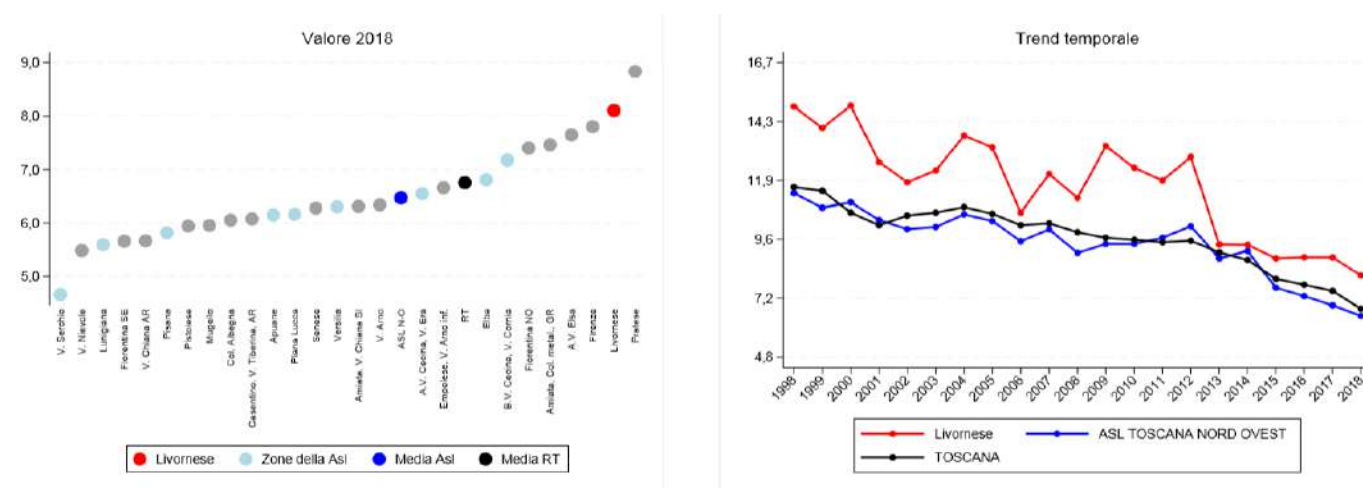 Valore 2018
9,0
8,0
7,0
6,0
5,0
V. Serchio
V. Nievole
Lunigiana
Fiorentina SE
V. Chiana AR
Pisana
Pistoiese
Mugello
Col. Albegna
Casentino, V. Tiberina, AR
Apuane
Piana Lucca
Senese
Versilia
Amiata, V. Chiana SI
V. Arno
ASL N-O
A.V. Cecina, V. Era
Empolese, V. Arno inf.
RT
Elba
B.V. Cecina, V. Cornia
Fiorentina NO
Amiata, Col. metal., GR
A.V. Elsa
Firenze
Livornese
Pratese
Livornese
Zone della Asl
Media Asl
Media RT
Trend temporale
16,7
14,3
11,9
9,6
7,2
4,8
1998
1999
2000
2001
2002
2003
2004
2005
2006
2007
2008
2009
2010
2011
2012
2013
2014
2015
2016
2017
2018
Livornese
ASL TOSCANA NORD OVEST
TOSCANA